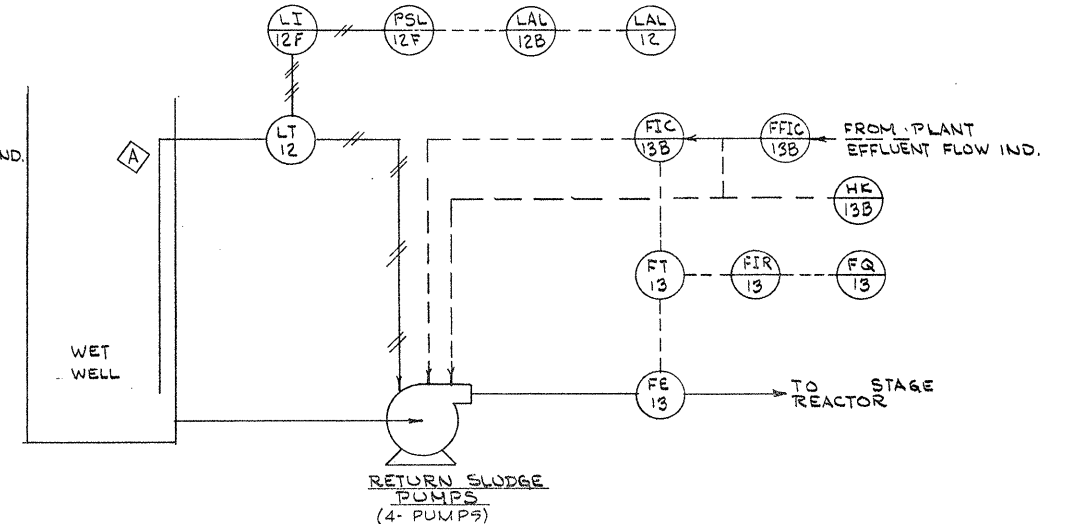 LI
12F
PSL
12F
LAL
12B
LAL
12
ND.
A
LT
12
FIC
13B
FFIC
13B
FROM PLANT
EFFLUENT FLOW IND.
HK
13B
FT
13
FIR
13
FQ
13
WET
WELL
FE
13
TO STAGE
REACTOR
RETURN SLUDGE
PUMPS
(4- PUMPS)